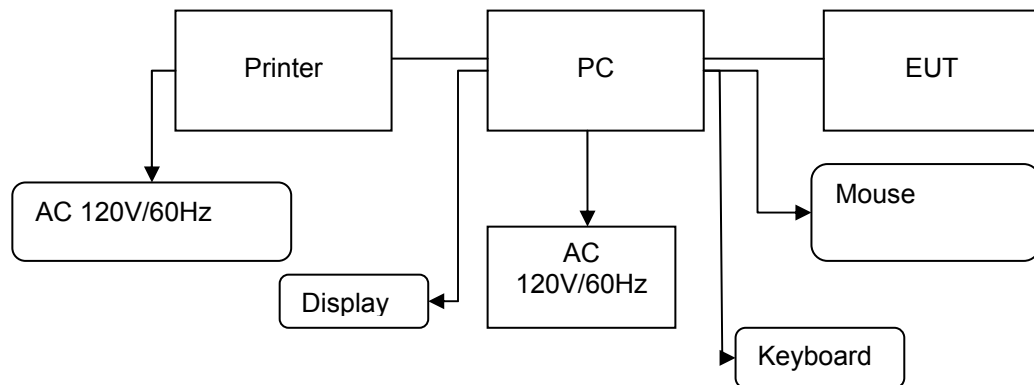 Printer
PC
EUT
AC 120V/60Hz
Mouse
AC
120V/60Hz
Display
Keyboard